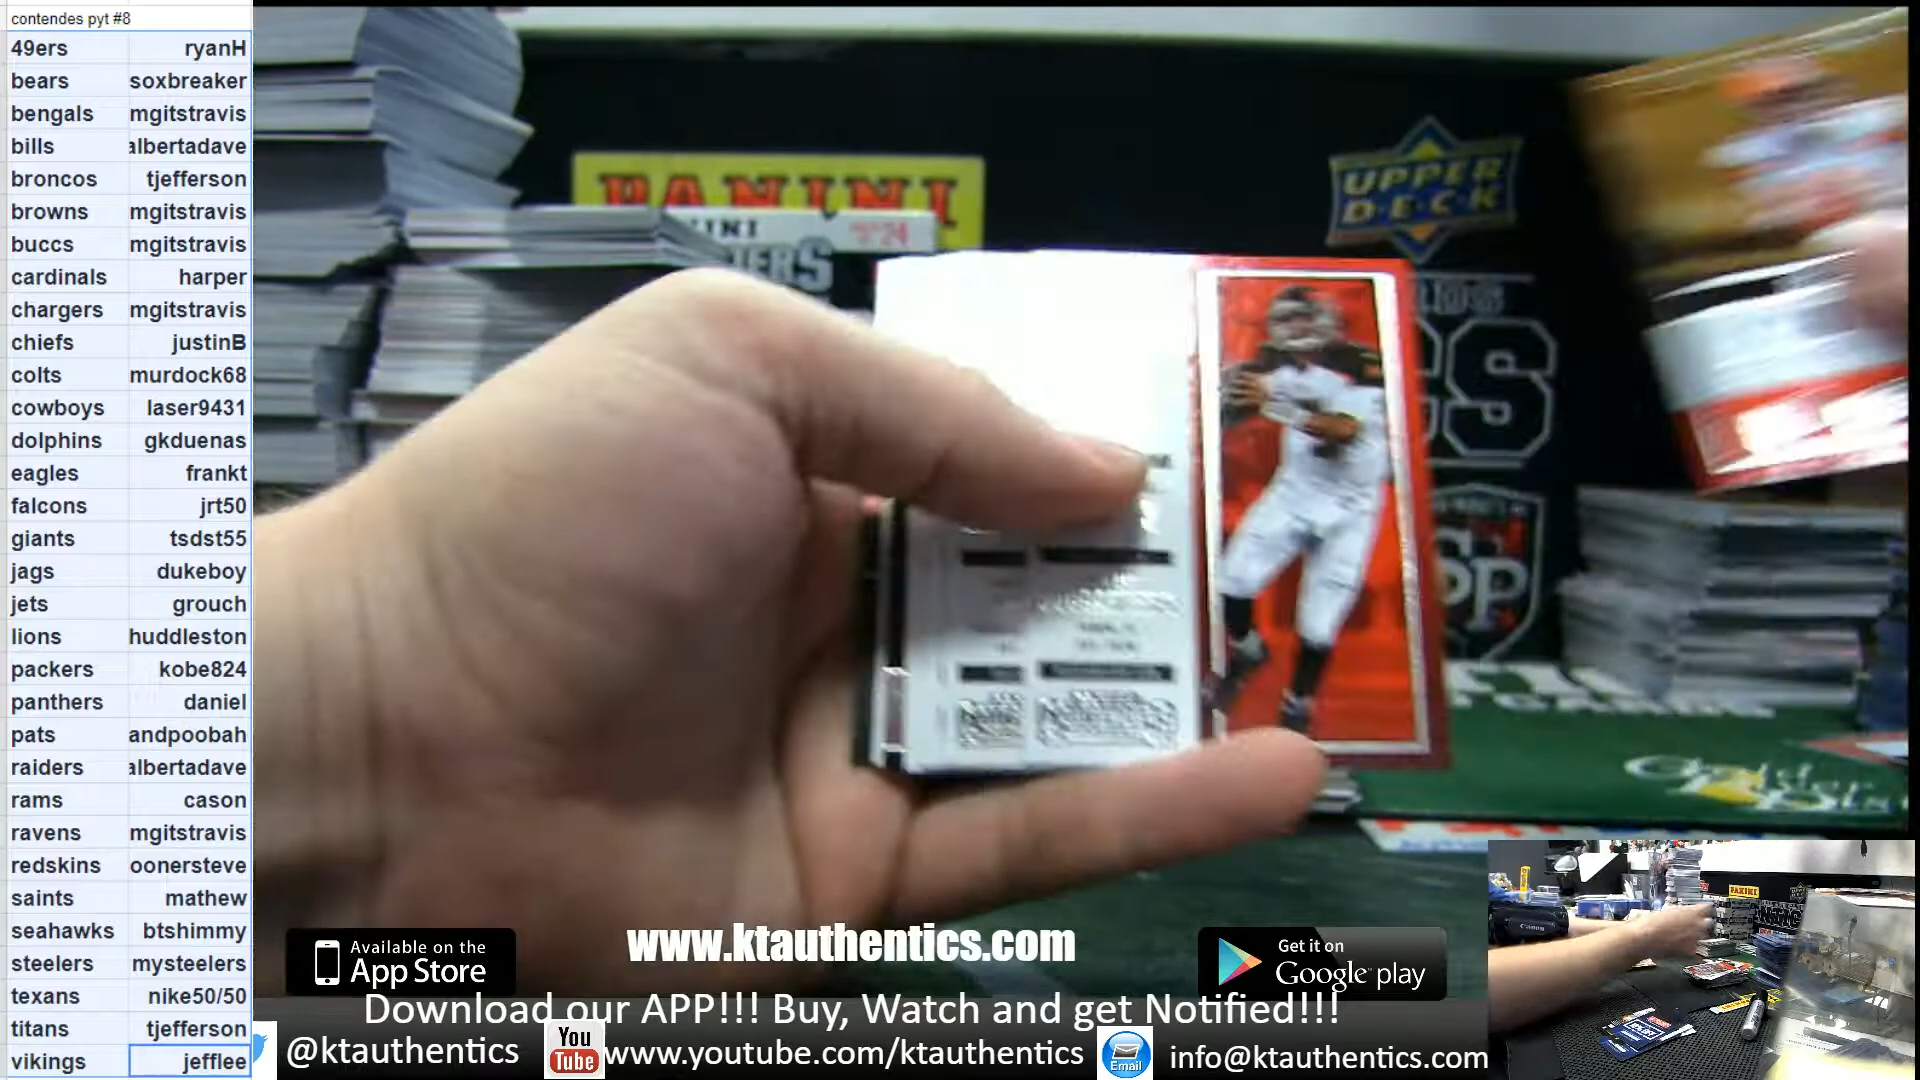 contendes pyt #8
49ers ryanH
bears soxbreaker
bengals mgitstravis
bills albertadave
broncos tjefferson
browns mgitstravis
buccs mgitstravis
cardinals harper
chargers mgitstravis
chiefs justinB
colts murdock68
cowboys laser9431
dolphins gkduenas
eagles frankt
falcons jrt50
giants tsdst55
jags dukeboy
jets grouch
lions huddleston
packers kobe824
panthers daniel
pats andpoobah
raiders albertadave
rams cason
ravens mgitstravis
redskins oonersteve
saints mathew
seahawks btshimmy
steelers mysteelers
texans nike50/50
titans tjefferson
vikings jefflee
PANINI
UPPER
DECK
www.ktauthentics.com
Available on the
App Store
Get it on
Google play
Download our APP!!! Buy, Watch and get Notified!!!
@ktauthentics
You
Tube
www.youtube.com/ktauthentics
Email
info@ktauthentics.com